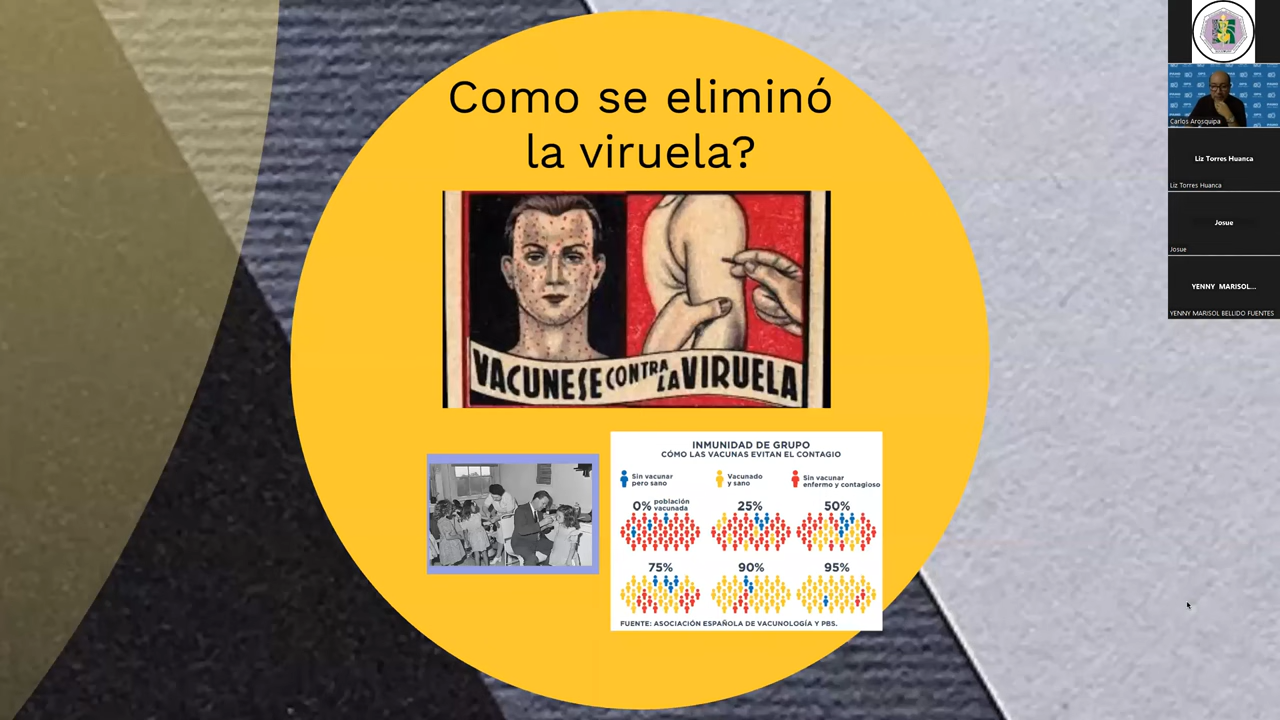 Como se eliminó
la viruela?
VACUNESE CONTRA LA VIRUELA
INMUNIDAD DE GRUPO
CÓMO LAS VACUNAS EVITAN EL CONTAGIO
Sin vacunar
pero sano
Vacunado
y sano
Sin vacunar
enfermo y contagioso
0% población
vacunada
25%
50%
75%
90%
95%
FUENTE: ASOCIACIÓN ESPAÑOLA DE VACUNOLOGÍA Y PBS.
Carlos Arosquipa
Liz Torres Huanca
Liz Torres Huanca
Josue
Josue
YENNY MARISOL...
YENNY MARISOL BELLIDO FUENTES